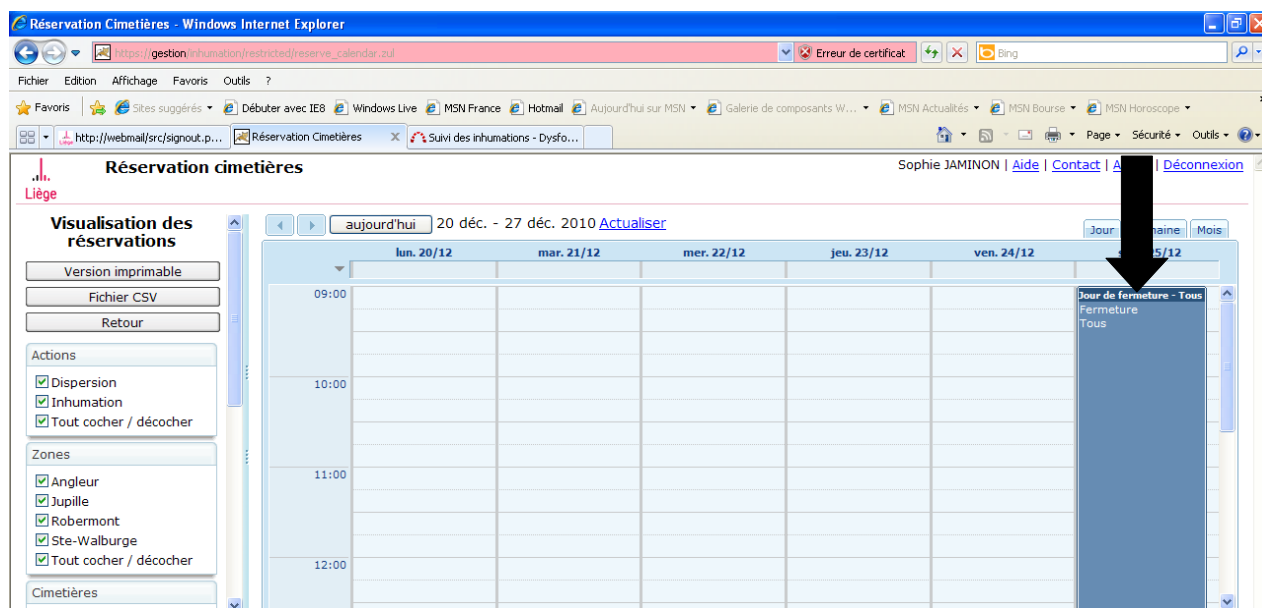 Réservation Cimetières - Windows Internet Explorer
https://gestion/inhumation/restricted/reserve_calendar.zul Erreur de certificat Bing
Fichier Edition Affichage Favoris Outils ?
Favoris Sites suggérés Débuter avec IE8 Windows Live MSN France Hotmail Aujourd'hui sur MSN Galerie de composants W... MSN Actualités MSN Bourse MSN Horoscope
http://webmail/src/signout.p... Réservation Cimetières X Suivi des inhumations - Dysfo... Page Sécurité Outils
Liège
Réservation cimetières
Sophie JAMINON | Aide | Contact | | Déconnexion
Visualisation des
réservations
Version imprimable
Fichier CSV
Retour
Actions
Dispersion
Inhumation
Tout cocher / décocher
Zones
Angleur
Jupille
Robermont
Ste-Walburge
Tout cocher / décocher
Cimetières
aujourd'hui 20 déc. - 27 déc. 2010 Actualiser
Jour Mois
lun. 20/12 mar. 21/12 mer. 22/12 jeu. 23/12 ven. 24/12
09:00
10:00
11:00
12:00
Jour de fermeture - Tous
Fermeture
Tous